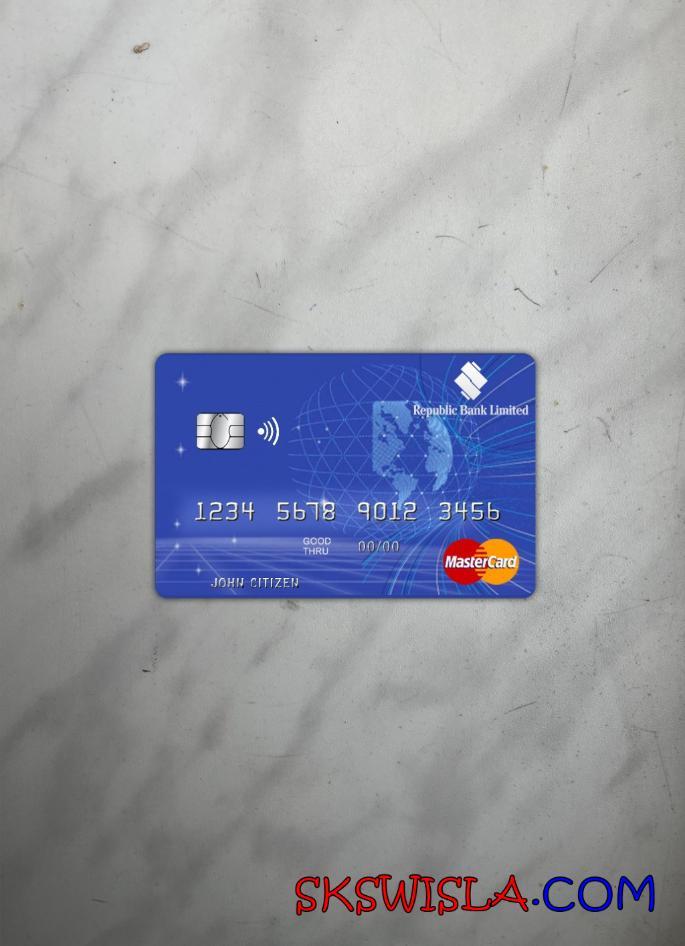 Republic Bank Limited
1234 5678 9012 3456
GOOD THRU 00/00
JOHN CITIZEN
MasterCard
SKSWISLA.COM